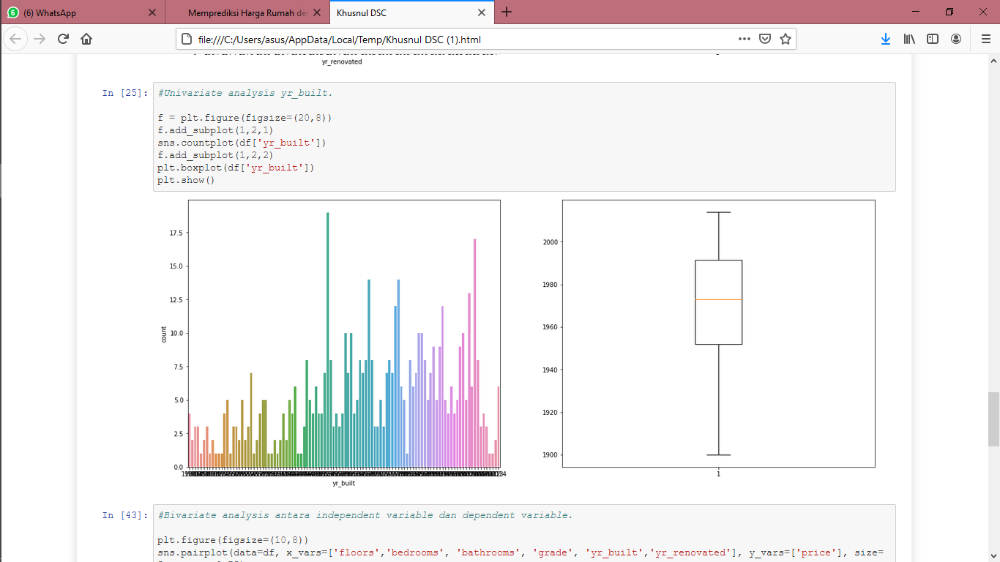 (6) WhatsApp
Memprediksi Harga Rumah de
Khusnul DSC
file:///C:/Users/asus/AppData/Local/Temp/Khusnul DSC (1).html
yr_renovated
In [25]:
#Univariate analysis yr_built.
f = plt.figure(figsize=(20,8))
f.add_subplot(1,2,1)
sns.countplot(df['yr_built'])
f.add_subplot(1,2,2)
plt.boxplot(df['yr_built'])
plt.show()
17.5
15.0
12.5
10.0
7.5
5.0
2.5
0.0
count
yr_built
2000
1980
1960
1940
1920
1900
1
In [43]:
#Bivariate analysis antara independent variable dan dependent variable.
plt.figure(figsize=(10,8))
sns.pairplot(data=df, x_vars=['floors','bedrooms', 'bathrooms', 'grade', 'yr_built','yr_renovated'], y_vars=['price'], size=